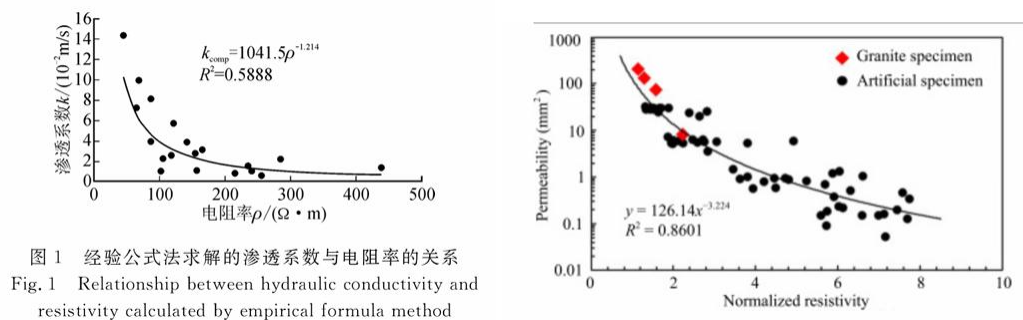 渗透系数k/(10⁻²m/s)
16
14
12
10
8
6
4
2
0
k_comp=1041.5ρ^-1.214
R²=0.5888
0 100 200 300 400 500
电阻率ρ/(Ω·m)
图 1 经验公式法求解的渗透系数与电阻率的关系
Fig. 1 Relationship between hydraulic conductivity and
resistivity calculated by empirical formula method
Permeability (mm²)
1000
100
10
1
0.1
0.01
Granite specimen
Artificial specimen
y = 126.14x^-3.224
R² = 0.8601
0 2 4 6 8 10
Normalized resistivity